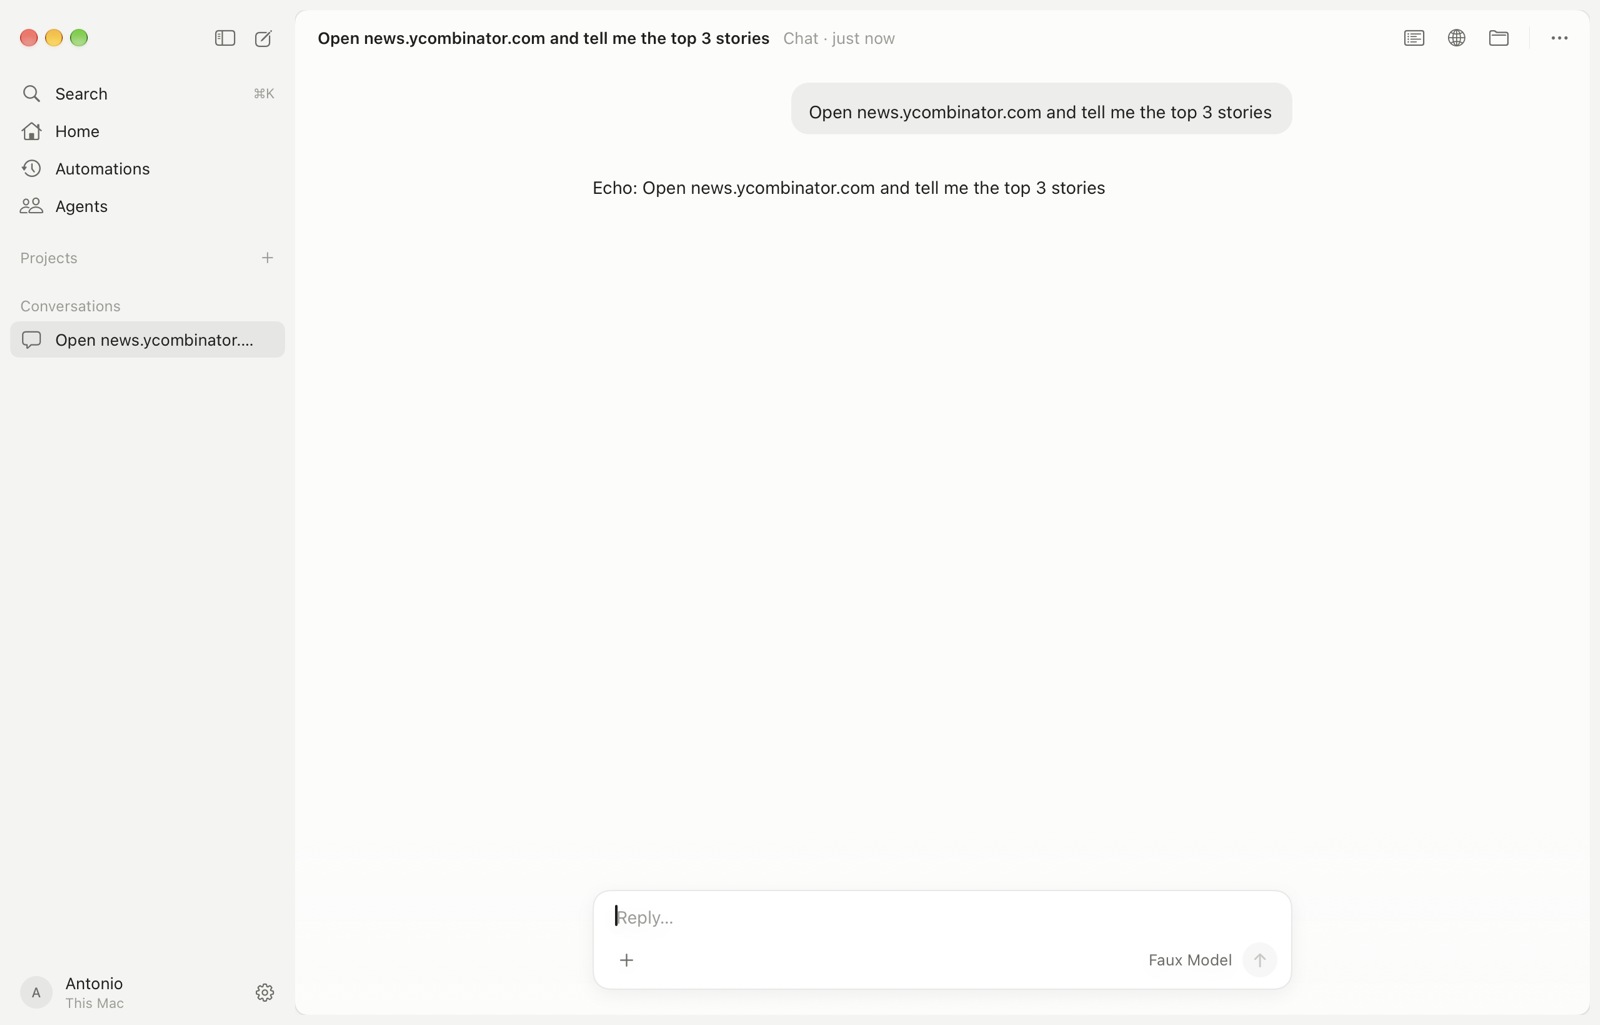 Open news.ycombinator.com and tell me the top 3 stories Chat · just now
Search ⌘K
Home
Automations
Agents
Projects
Conversations
Open news.ycombinator....
Open news.ycombinator.com and tell me the top 3 stories
Echo: Open news.ycombinator.com and tell me the top 3 stories
Reply...
Faux Model
A
Antonio
This Mac